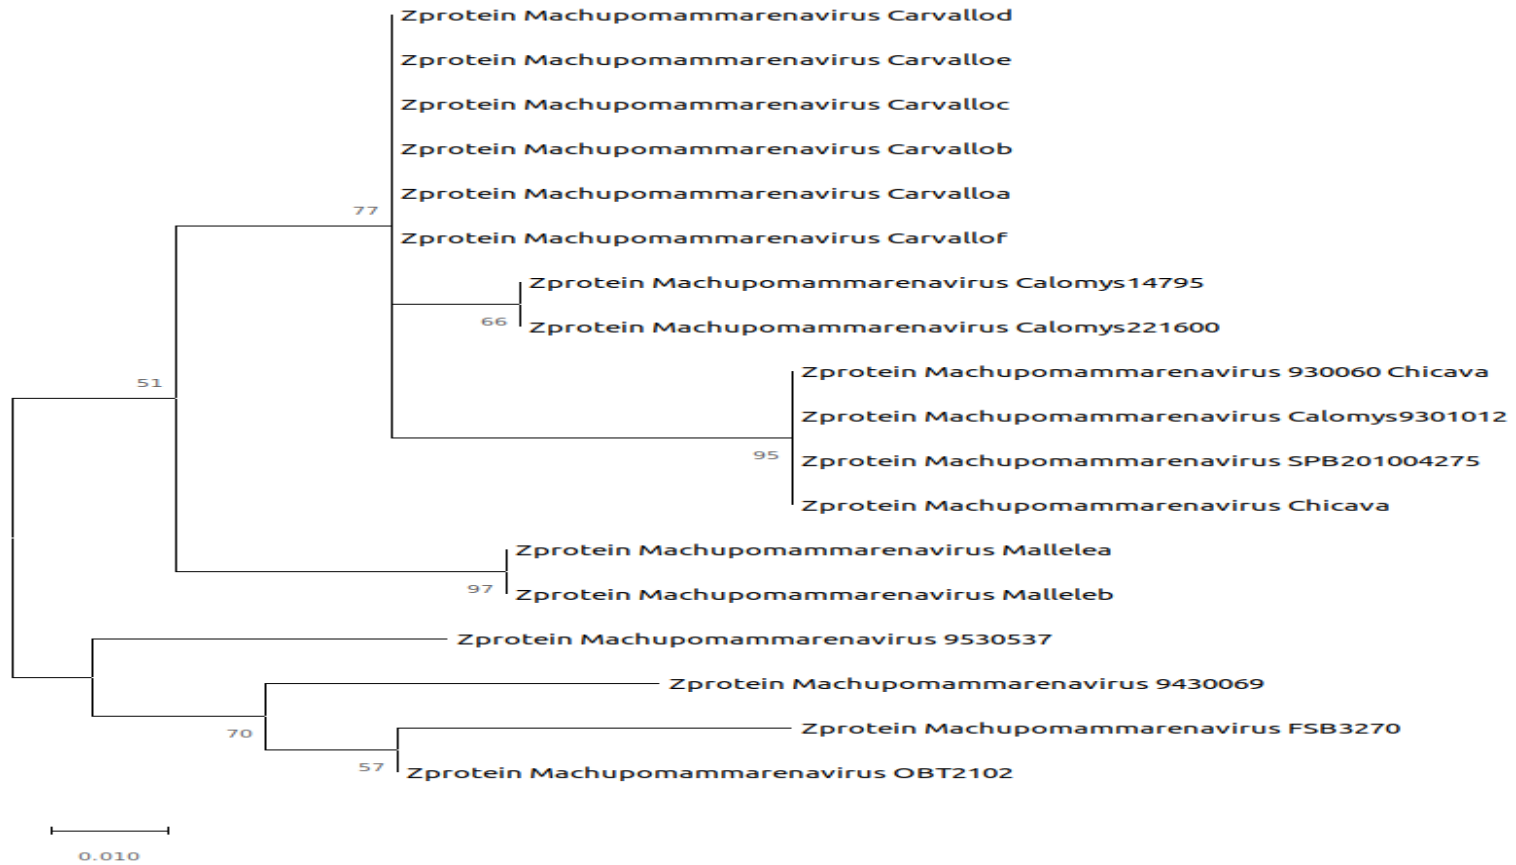 Zprotein Machupomammarenavirus Carvallod
Zprotein Machupomammarenavirus Carvalloe
Zprotein Machupomammarenavirus Carvalloc
Zprotein Machupomammarenavirus Carvallob
Zprotein Machupomammarenavirus Carvalloa
77
Zprotein Machupomammarenavirus Carvallof
Zprotein Machupomammarenavirus Calomys14795
66
Zprotein Machupomammarenavirus Calomys221600
Zprotein Machupomammarenavirus 930060 Chicava
51
Zprotein Machupomammarenavirus Calomys9301012
95
Zprotein Machupomammarenavirus SPB201004275
Zprotein Machupomammarenavirus Chicava
Zprotein Machupomammarenavirus Mallelea
97
Zprotein Machupomammarenavirus Malleleb
Zprotein Machupomammarenavirus 9530537
Zprotein Machupomammarenavirus 9430069
70
Zprotein Machupomammarenavirus FSB3270
57
Zprotein Machupomammarenavirus OBT2102
0.010